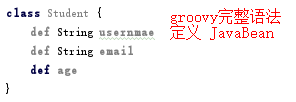 class Student {
groovy完整语法
def String usernmae
定义 JavaBean
def String email
def age
}